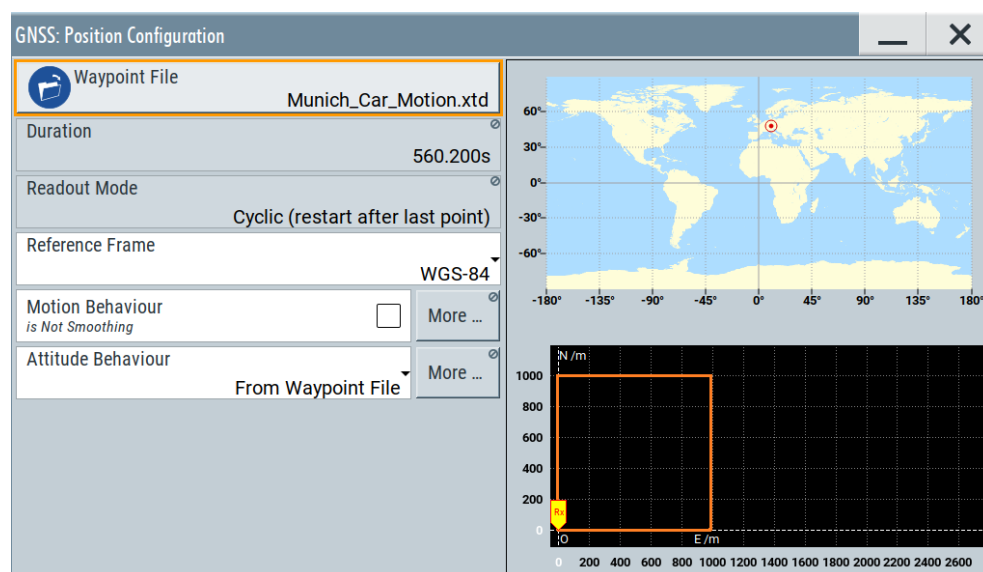 GNSS: Position Configuration
Waypoint File
Munich_Car_Motion.xtd
Duration
560.200s
Readout Mode
Cyclic (restart after last point)
Reference Frame
WGS-84
Motion Behaviour
is Not Smoothing
More ...
Attitude Behaviour
From Waypoint File
More ...
60°
30°
0°
-30°
-60°
-180° -135° -90° -45° 0° 45° 90° 135° 180°
N /m
1000
800
600
400
200
Rx
0
O E /m
0 200 400 600 800 1000 1200 1400 1600 1800 2000 2200 2400 2600